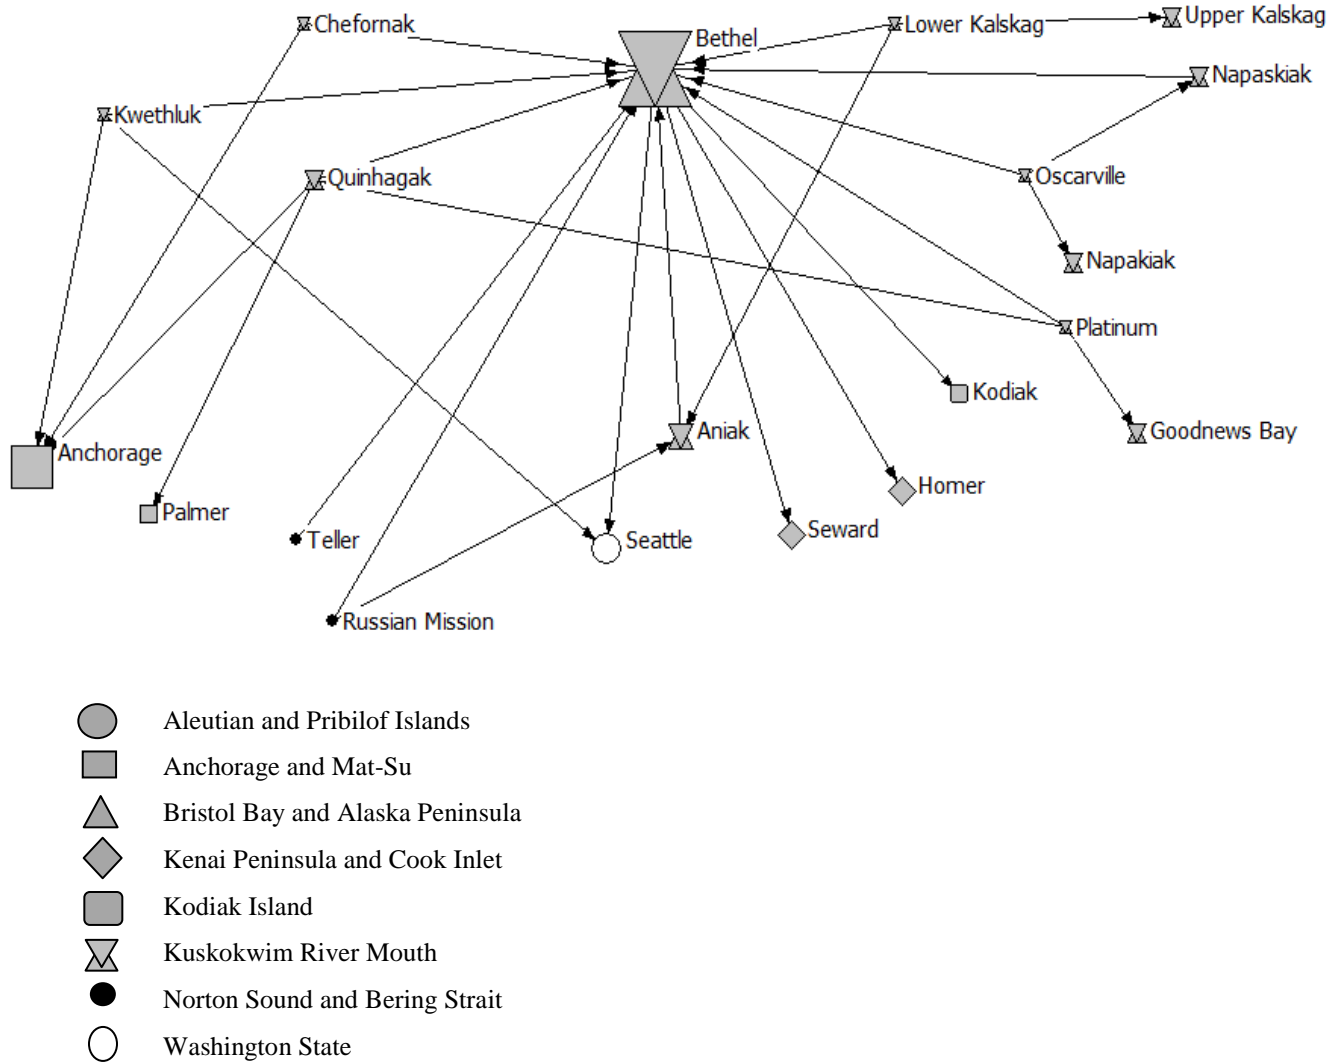 Chefornak
Bethel
Lower Kalskag
Upper Kalskag
Napaskiak
Kwethluk
Quinhagak
Oscarville
Napakiak
Platinum
Kodiak
Goodnews Bay
Aniak
Anchorage
Homer
Palmer
Teller
Seattle
Seward
Russian Mission
Aleutian and Pribilof Islands
Anchorage and Mat-Su
Bristol Bay and Alaska Peninsula
Kenai Peninsula and Cook Inlet
Kodiak Island
Kuskokwim River Mouth
Norton Sound and Bering Strait
Washington State